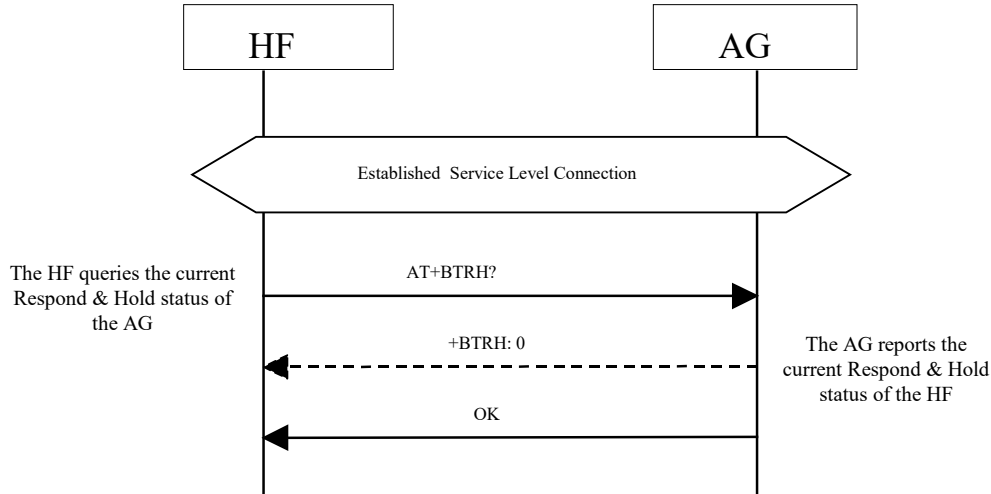 HF
AG
Established Service Level Connection
The HF queries the current
Respond & Hold status of
the AG
AT+BTRH?
+BTRH: 0
The AG reports the
current Respond & Hold
status of the HF
OK